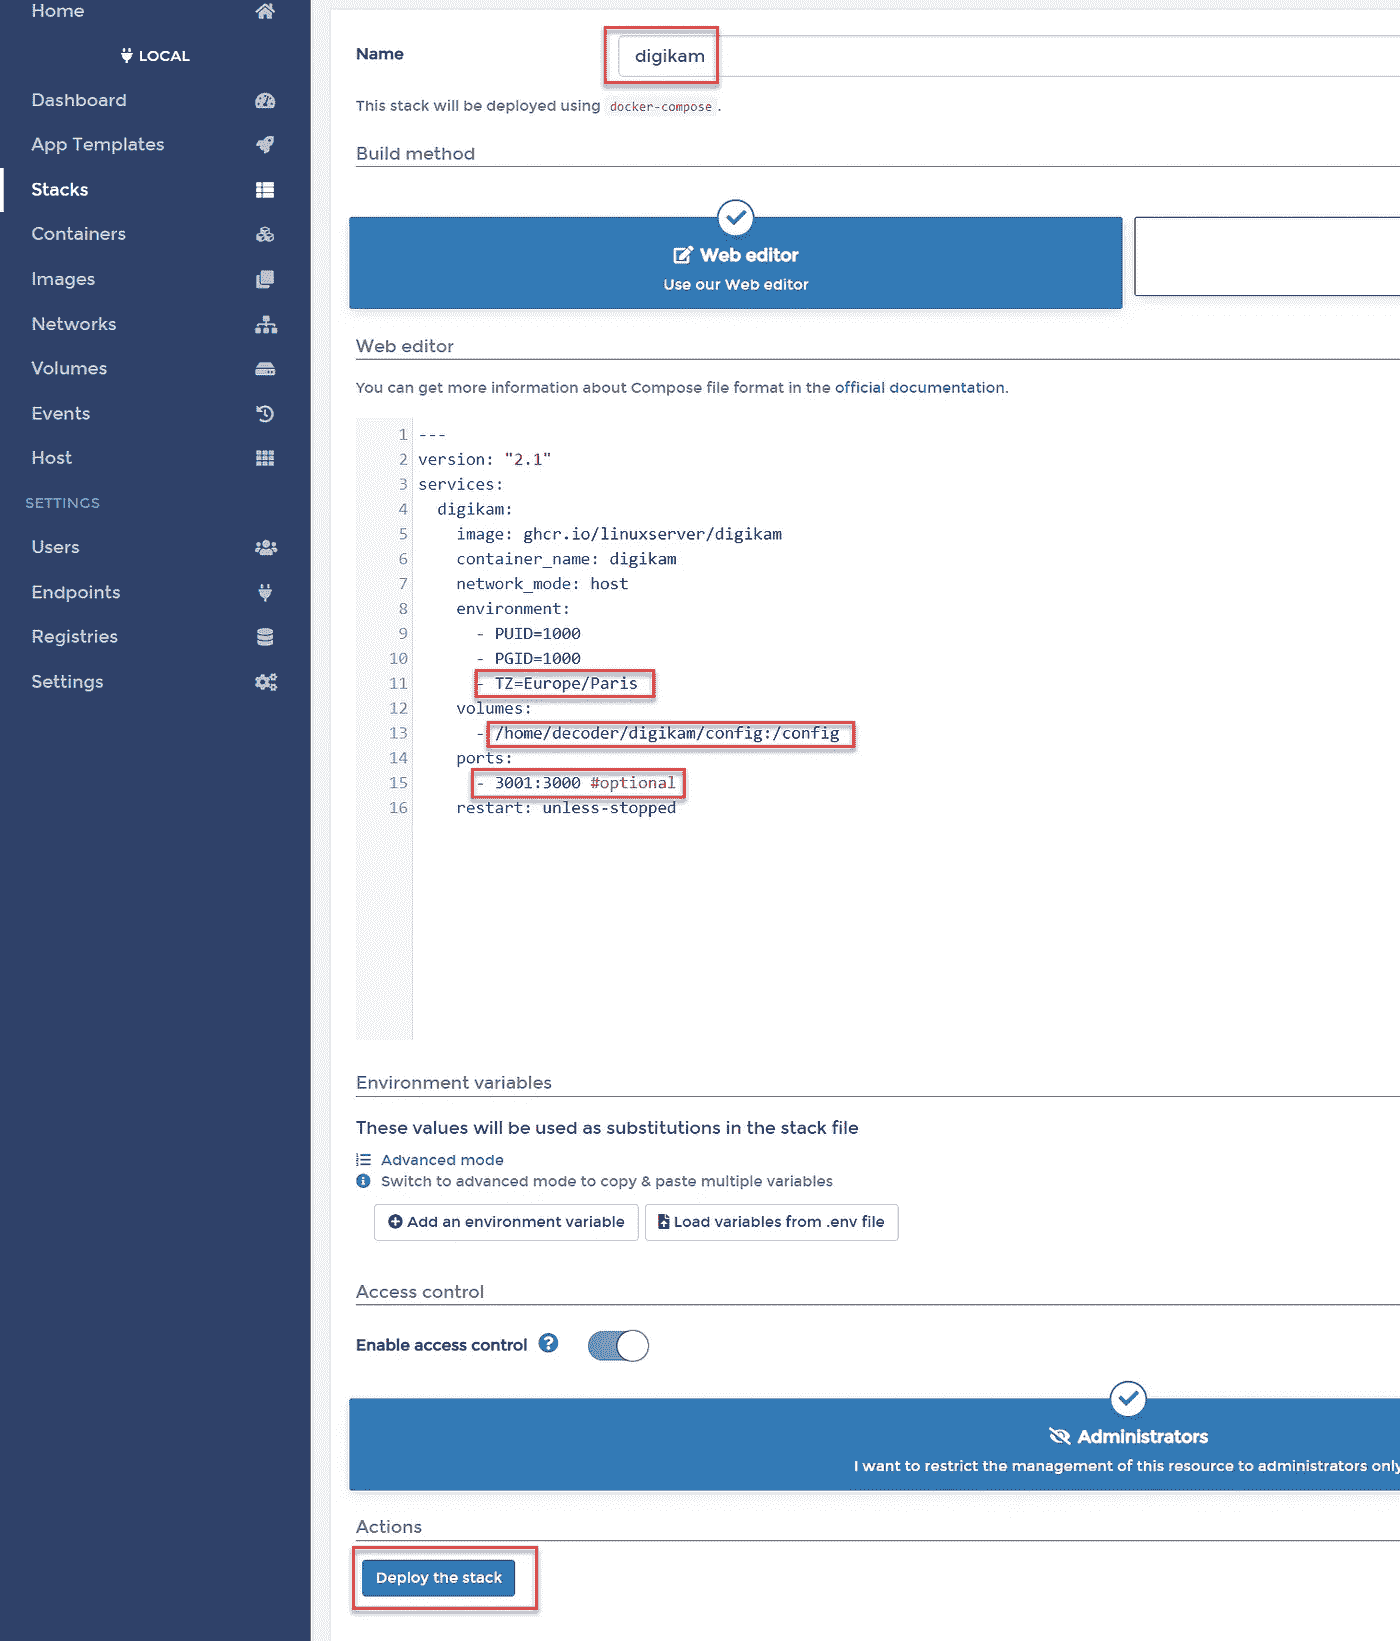 Home
LOCAL
Dashboard
App Templates
Stacks
Containers
Images
Networks
Volumes
Events
Host
SETTINGS
Users
Endpoints
Registries
Settings
Name
digikam
This stack will be deployed using docker-compose.
Build method
Web editor
Use our Web editor
Web editor
You can get more information about Compose file format in the official documentation.
1 ---
2 version: "2.1"
3 services:
4   digikam:
5     image: ghcr.io/linuxserver/digikam
6     container_name: digikam
7     network_mode: host
8     environment:
9       - PUID=1000
10       - PGID=1000
11       - TZ=Europe/Paris
12     volumes:
13       - /home/decoder/digikam/config:/config
14     ports:
15       - 3001:3000 #optional
16     restart: unless-stopped
Environment variables
These values will be used as substitutions in the stack file
Advanced mode
Switch to advanced mode to copy & paste multiple variables
Add an environment variable
Load variables from .env file
Access control
Enable access control
Administrators
I want to restrict the management of this resource to administrators only
Actions
Deploy the stack